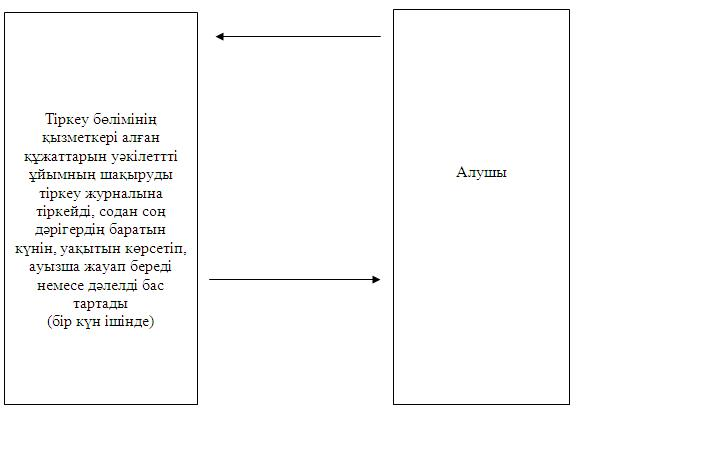 Тіркеу бөлімінің
қызметкері алған
құжаттарын уәкілеттті
ұйымның шақыруды
тіркеу журналына
тіркейді, содан соң
дәрігердің баратын
күнін, уақытын көрсетіп,
ауызша жауап береді
немесе дәлелді бас
тартады
(бір күн ішінде)
Алушы